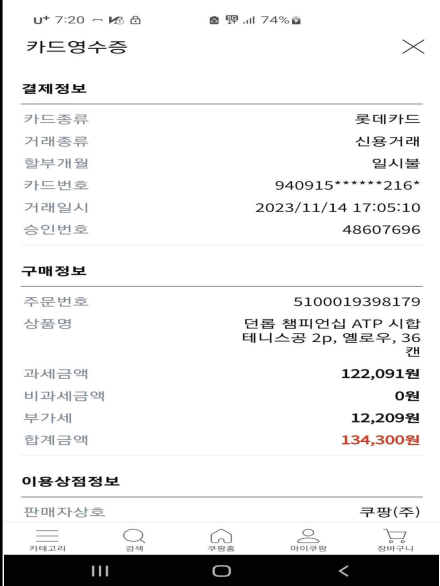 U+ 7:20
74%
카드영수증
결제정보
카드종류 롯데카드
거래종류 신용거래
할부개월 일시불
카드번호 940915******216*
거래일시 2023/11/14 17:05:10
승인번호 48607696
구매정보
주문번호 5100019398179
상품명 던롭 챔피언십 ATP 시합
테니스공 2p, 옐로우, 36
캔
과세금액 122,091원
비과세금액 0원
부가세 12,209원
합계금액 134,300원
이용상점정보
판매자상호 쿠팡(주)
카테고리 검색 쿠팡홈 마이쿠팡 장바구니